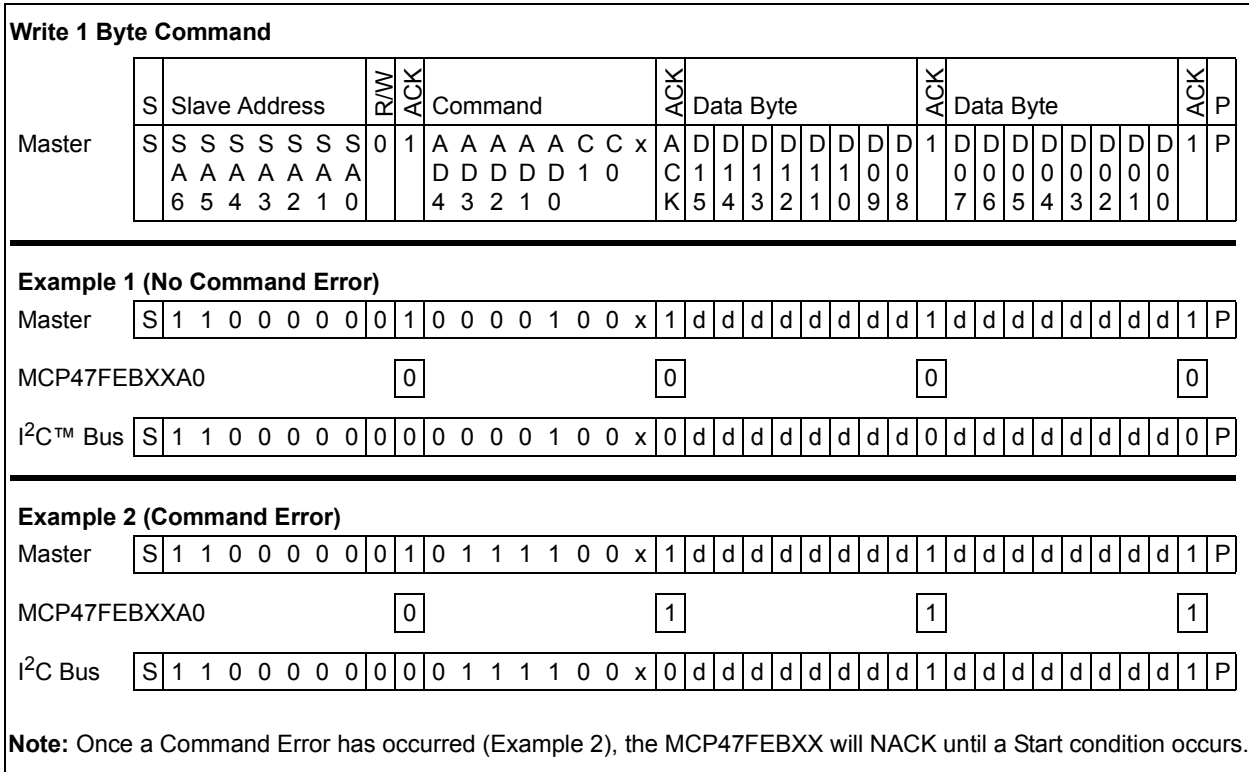 Write 1 Byte Command
S Slave Address R/W ACK Command ACK Data Byte ACK Data Byte ACK P
Master S S S S S S S S 0 1 A A A A A C C x A D D D D D D D D 1 D D D D D D D D 1 P
A A A A A A A D D D D D 1 0 C 1 1 1 1 1 1 0 0 0 0 0 0 0 0 0 0
6 5 4 3 2 1 0 4 3 2 1 0 K 5 4 3 2 1 0 9 8 7 6 5 4 3 2 1 0
Example 1 (No Command Error)
Master S 1 1 0 0 0 0 0 0 1 0 0 0 0 1 0 0 x 1 d d d d d d d d 1 d d d d d d d d 1 P
MCP47FEBXXA0 0 0 0 0
I2C™ Bus S 1 1 0 0 0 0 0 0 0 0 0 0 0 1 0 0 x 0 d d d d d d d d 0 d d d d d d d d 0 P
Example 2 (Command Error)
Master S 1 1 0 0 0 0 0 0 1 0 1 1 1 1 0 0 x 1 d d d d d d d d 1 d d d d d d d d 1 P
MCP47FEBXXA0 0 1 1 1
I2C Bus S 1 1 0 0 0 0 0 0 0 0 1 1 1 1 0 0 x 0 d d d d d d d d 1 d d d d d d d d 1 P
Note: Once a Command Error has occurred (Example 2), the MCP47FEBXX will NACK until a Start condition occurs.